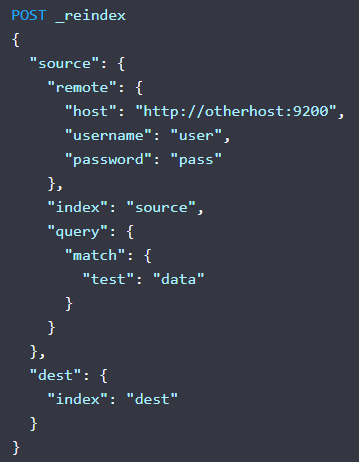 POST _reindex
{
  "source": {
    "remote": {
      "host": "http://otherhost:9200",
      "username": "user",
      "password": "pass"
    },
    "index": "source",
    "query": {
      "match": {
        "test": "data"
      }
    }
  },
  "dest": {
    "index": "dest"
  }
}